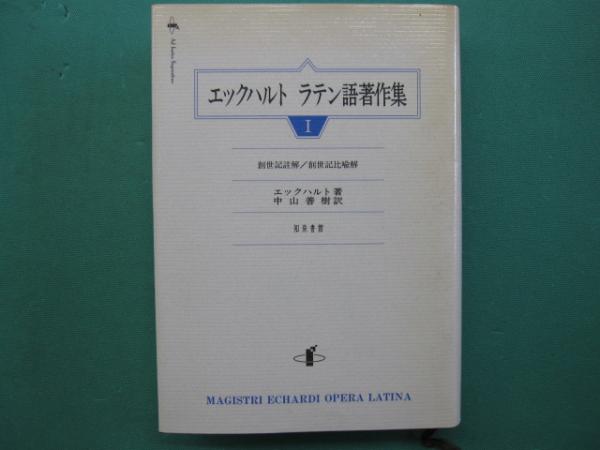 エックハルト ラテン語著作集
I
創世記註解/創世記比喩解
エックハルト著
中山善樹訳
知泉書館
MAGISTRI ECHARDI OPERA LATINA